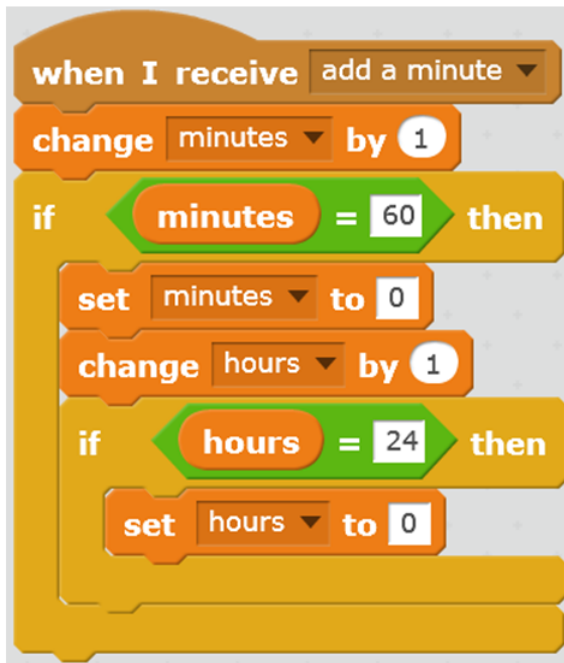 when I receive add a minute
change minutes by 1
if minutes = 60 then
set minutes to 0
change hours by 1
if hours = 24 then
set hours to 0